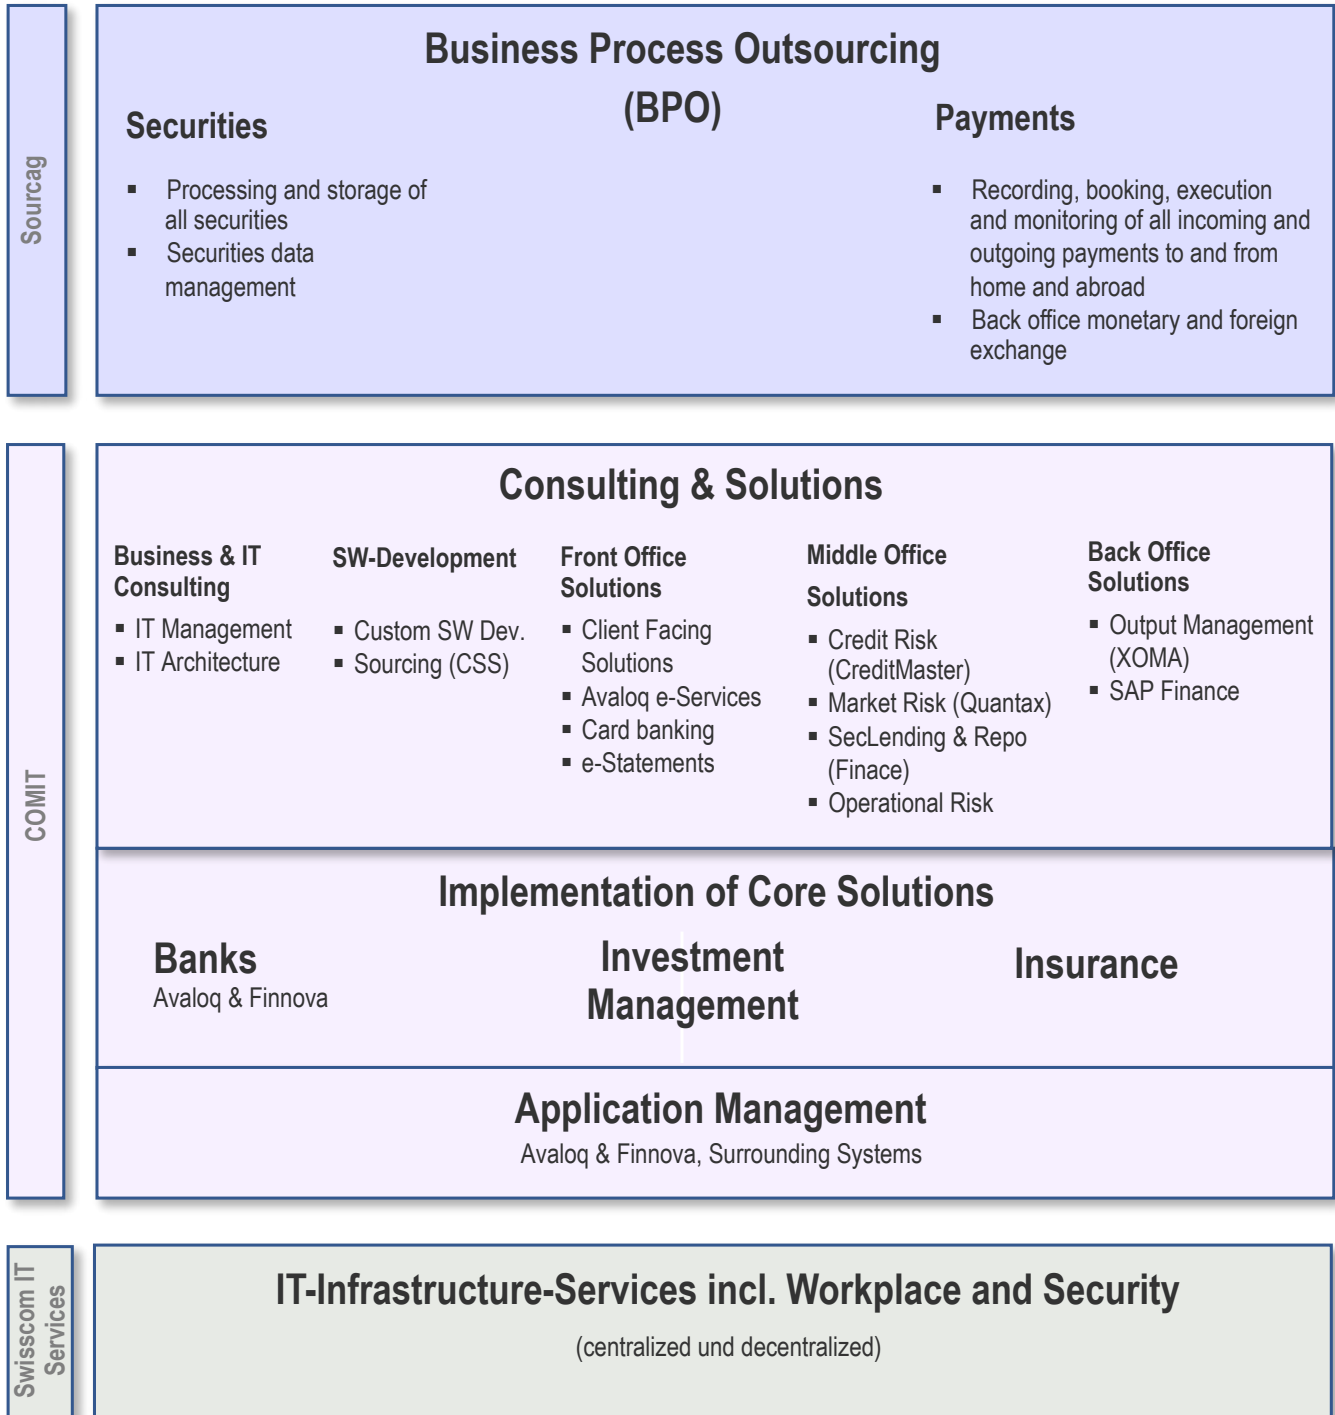 Sourcag
Business Process Outsourcing
(BPO)
Securities
▪ Processing and storage of
all securities
▪ Securities data
management
Payments
▪ Recording, booking, execution
and monitoring of all incoming and
outgoing payments to and from
home and abroad
▪ Back office monetary and foreign
exchange
COMIT
Consulting & Solutions
Business & IT
Consulting
▪ IT Management
▪ IT Architecture
SW-Development
▪ Custom SW Dev.
▪ Sourcing (CSS)
Front Office
Solutions
▪ Client Facing
Solutions
▪ Avaloq e-Services
▪ Card banking
▪ e-Statements
Middle Office
Solutions
▪ Credit Risk
(CreditMaster)
▪ Market Risk (Quantax)
▪ SecLending & Repo
(Finace)
▪ Operational Risk
Back Office
Solutions
▪ Output Management
(XOMA)
▪ SAP Finance
Implementation of Core Solutions
Banks
Avaloq & Finnova
Investment
Management
Insurance
Application Management
Avaloq & Finnova, Surrounding Systems
Swisscom IT
Services
IT-Infrastructure-Services incl. Workplace and Security
(centralized und decentralized)